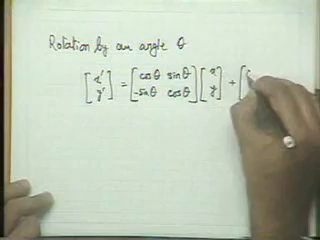 Rotation by an angle θ
[x' y'] = [cosθ sinθ -sinθ cosθ] [x y] + [